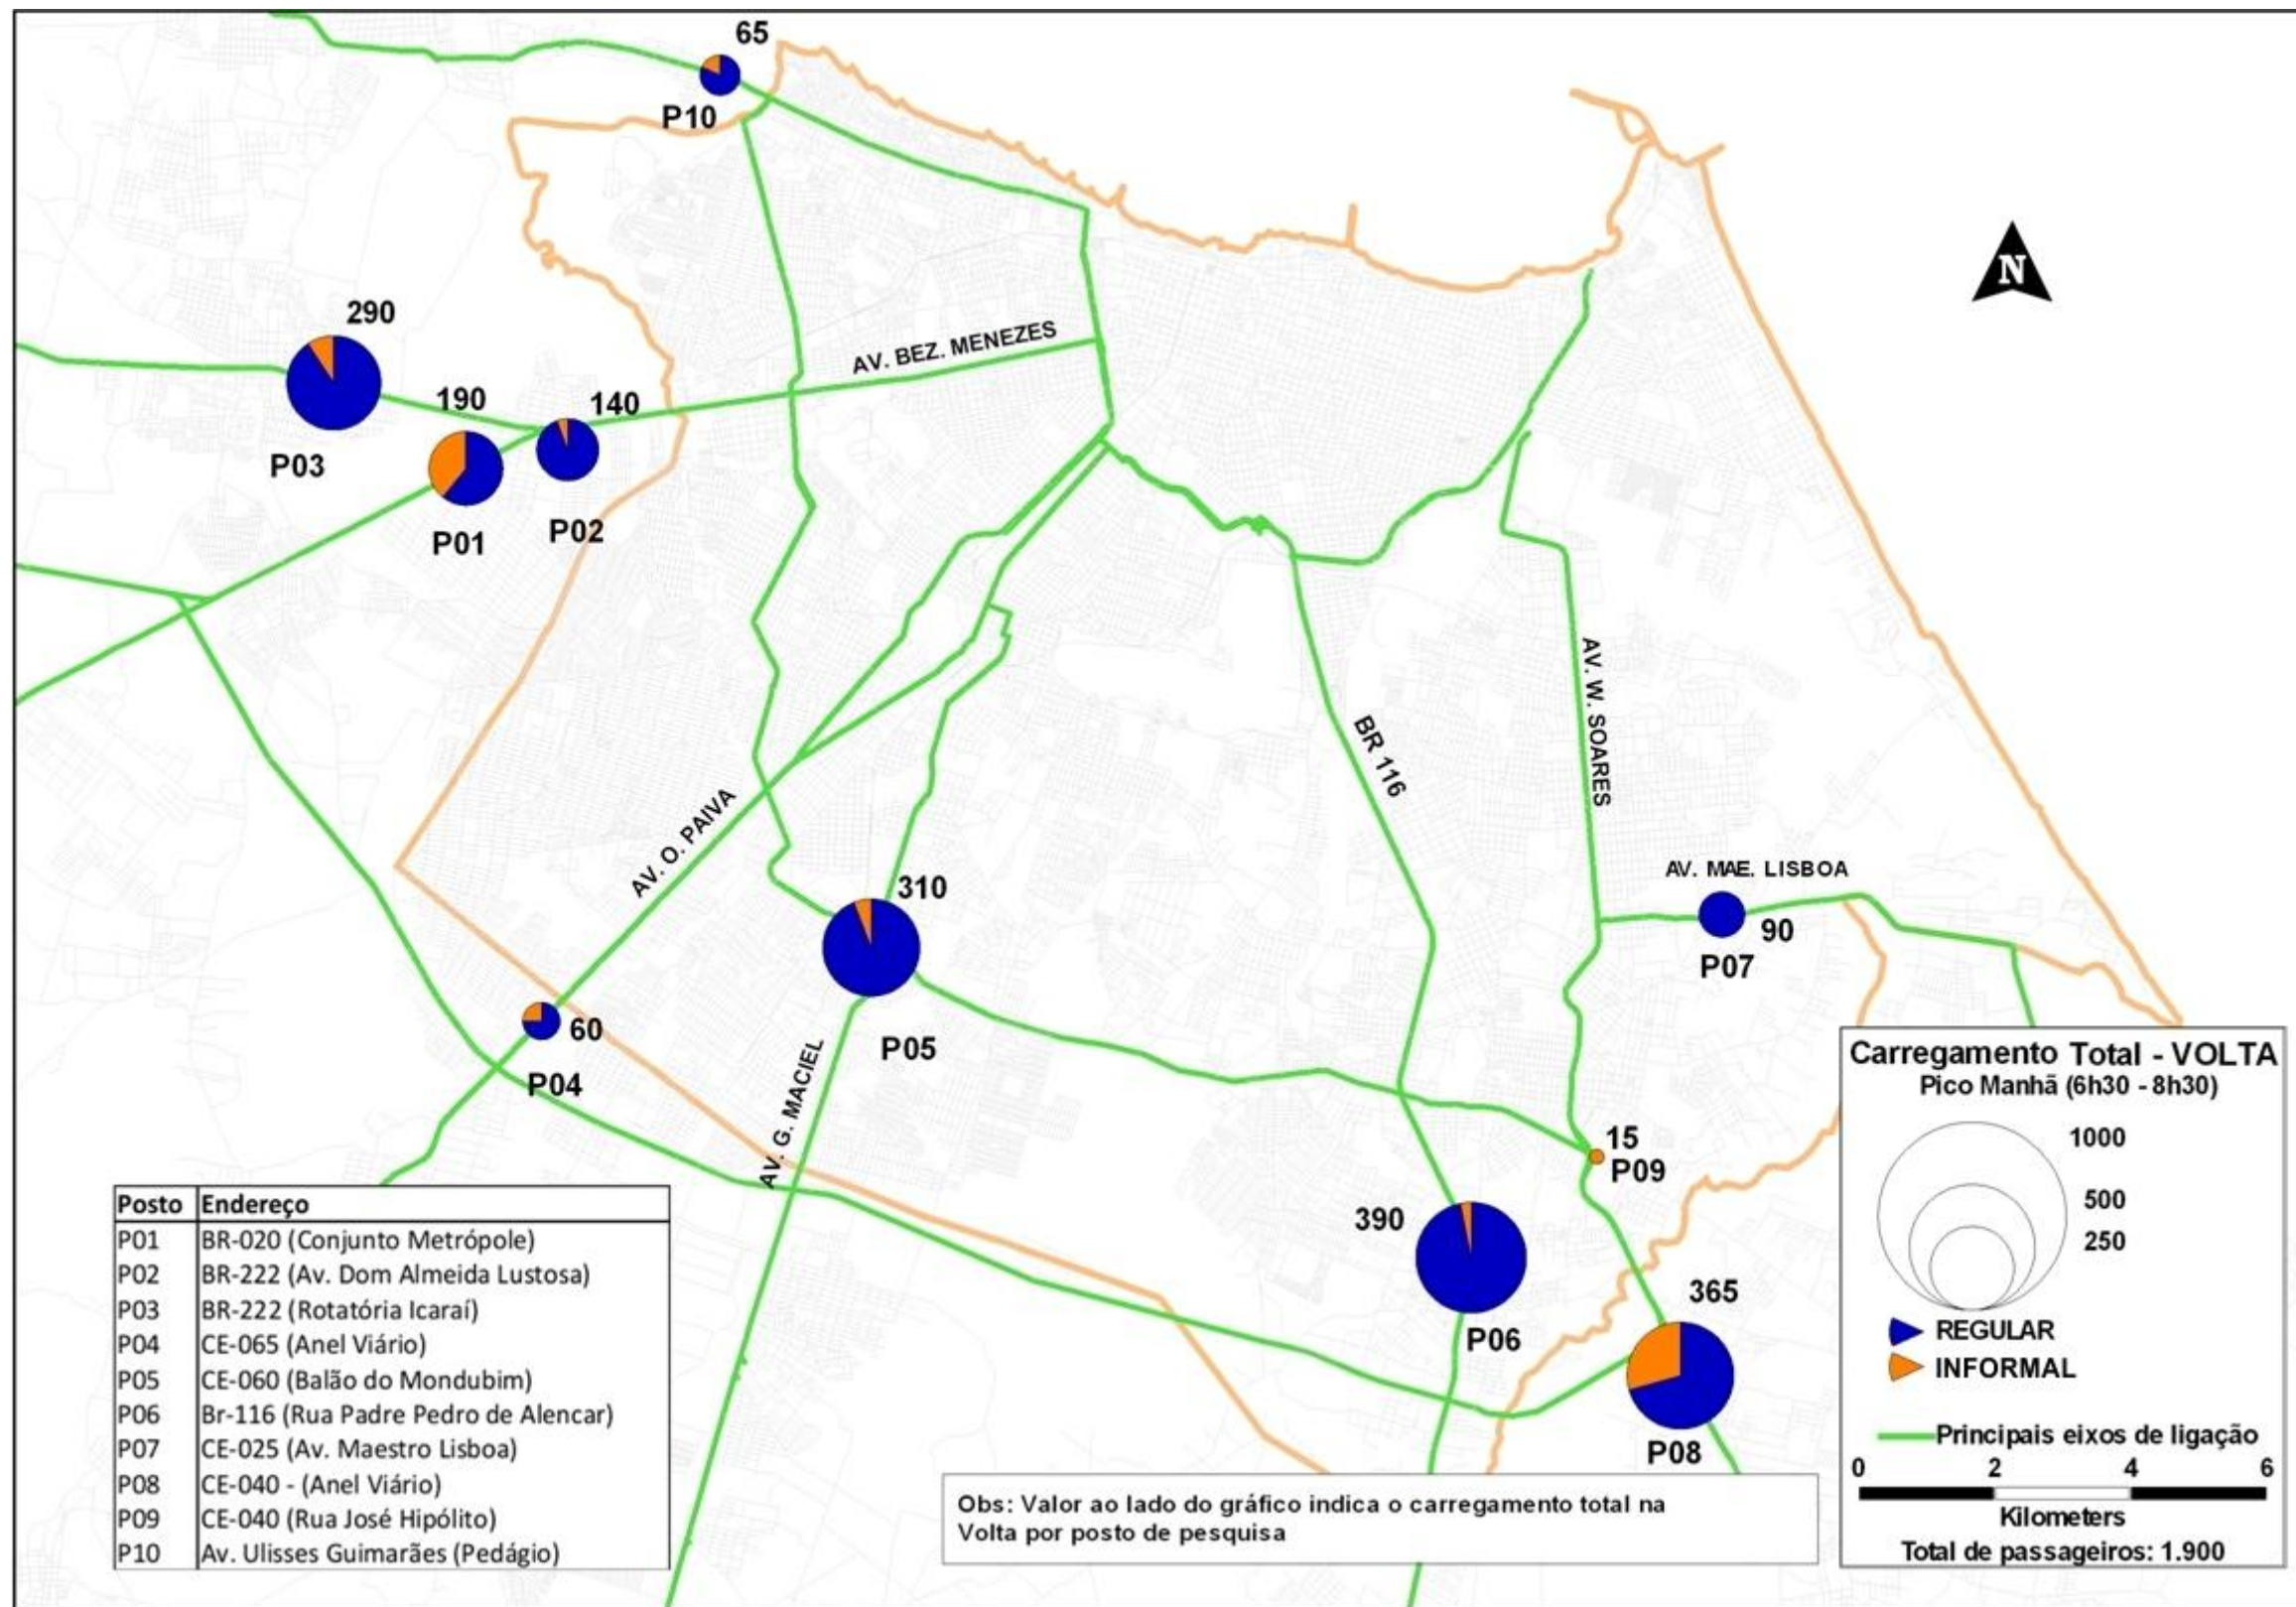 65
P10
290
190
140
P03
P01
P02
AV. BEZ. MENEZES
N
AV. W. SOARES
BR 116
AV. O. PAIVA
AV. MAE. LISBOA
310
90
P07
60
P04
P05
AV. G. MACIEL
15
P09
390
P06
365
P08
Posto Endereço
P01 BR-020 (Conjunto Metrópole)
P02 BR-222 (Av. Dom Almeida Lustosa)
P03 BR-222 (Rotatória Icaraí)
P04 CE-065 (Anel Viário)
P05 CE-060 (Balão do Mondubim)
P06 Br-116 (Rua Padre Pedro de Alencar)
P07 CE-025 (Av. Maestro Lisboa)
P08 CE-040 - (Anel Viário)
P09 CE-040 (Rua José Hipólito)
P10 Av. Ulisses Guimarães (Pedágio)
Obs: Valor ao lado do gráfico indica o carregamento total na
Volta por posto de pesquisa
Carregamento Total - VOLTA
Pico Manhã (6h30 - 8h30)
1000
500
250
REGULAR
INFORMAL
Principais eixos de ligação
0 2 4 6
Kilometers
Total de passageiros: 1.900